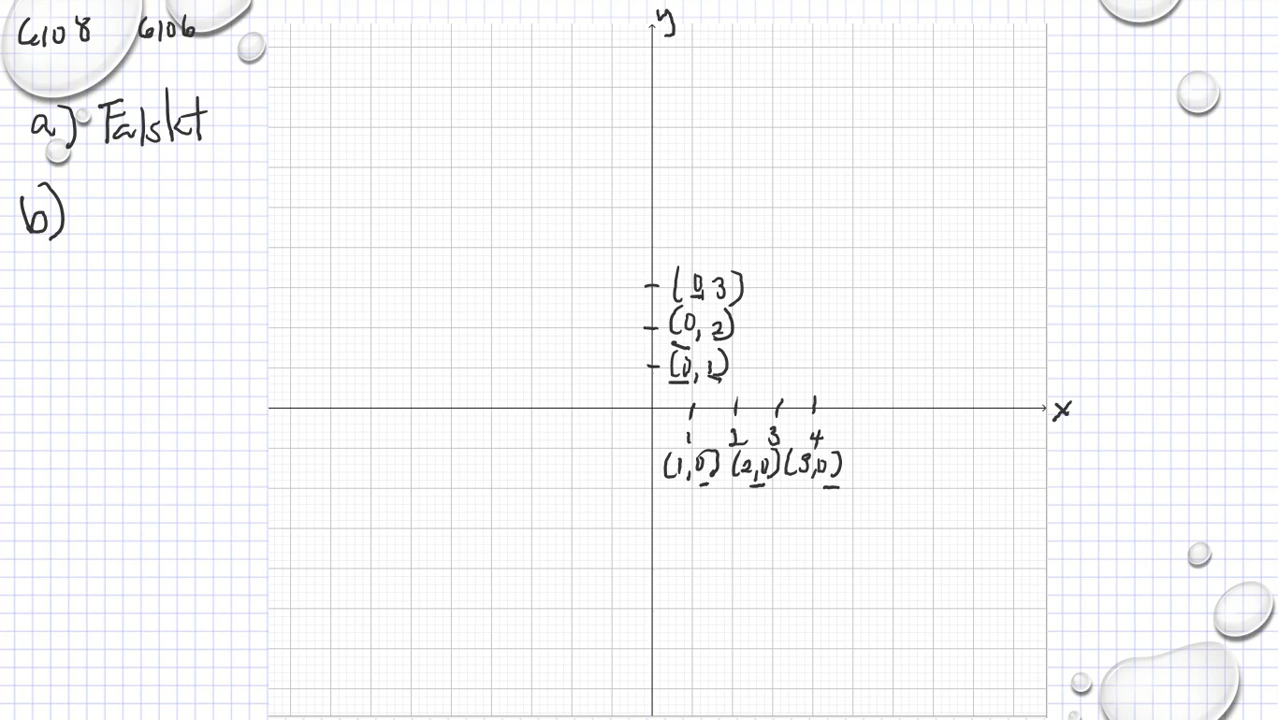 6108 6106
a) Falskt
b)
y
(0,3)
(0,2)
(0,1)
x
1 2 3 4
(1,0) (2,0) (3,0)